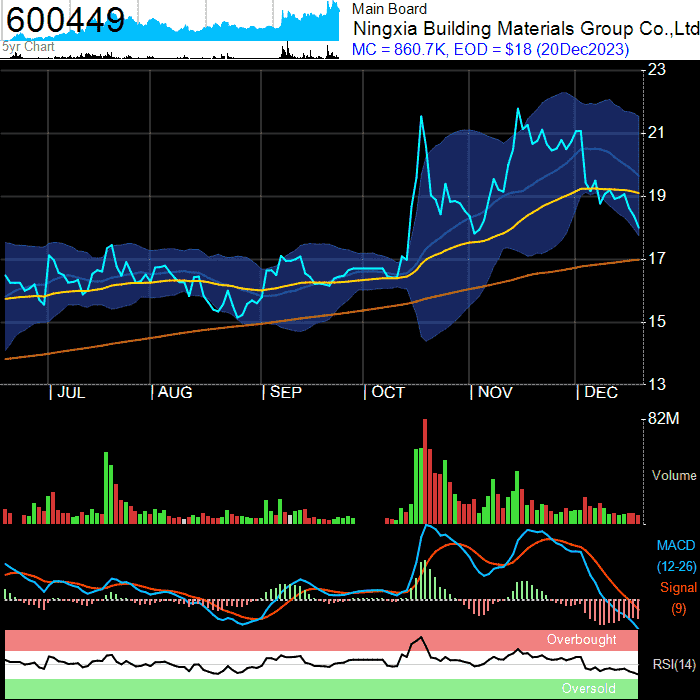 600449
5yr Chart
Main Board
Ningxia Building Materials Group Co.,Ltd
MC = 860.7K, EOD = $18 (20Dec2023)
23
21
19
17
15
13
JUL
AUG
SEP
OCT
NOV
DEC
82M
Volume
MACD
(12-26)
Signal
(9)
Overbought
RSI(14)
Oversold